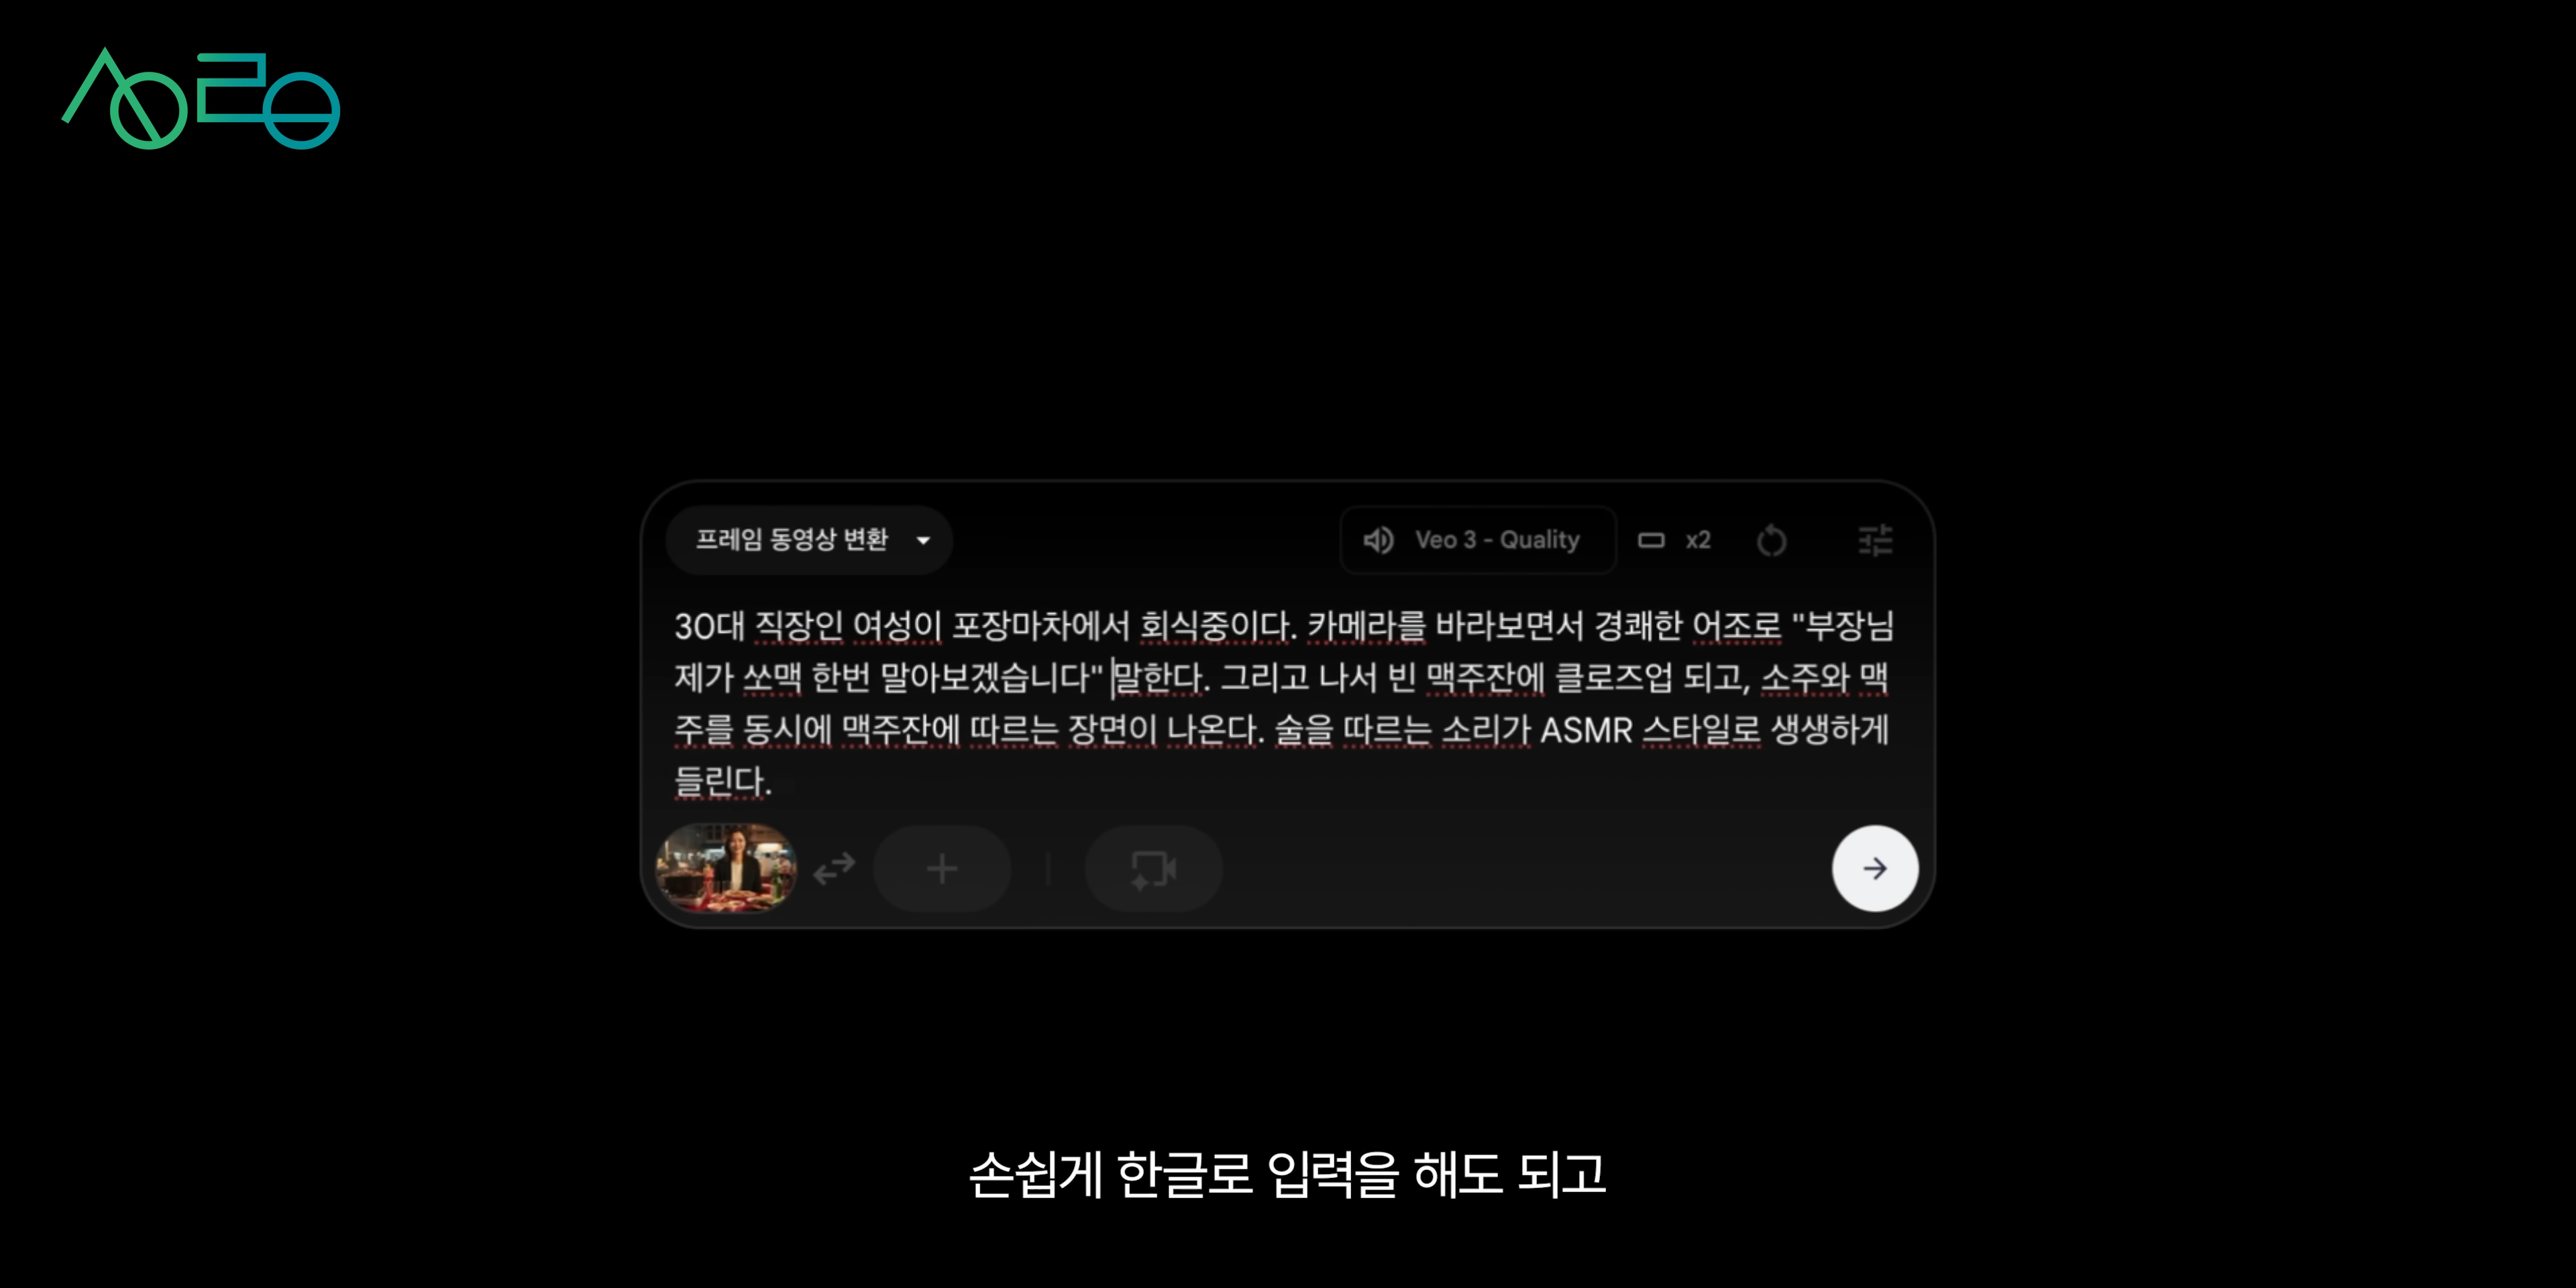 프레임 동영상 변환
Veo 3 - Quality
x2
30대 직장인 여성이 포장마차에서 회식중이다. 카메라를 바라보면서 경쾌한 어조로 "부장님
제가 쏘맥 한번 말아보겠습니다" 말한다. 그리고 나서 빈 맥주잔에 클로즈업 되고, 소주와 맥
주를 동시에 맥주잔에 따르는 장면이 나온다. 술을 따르는 소리가 ASMR 스타일로 생생하게
들린다.
손쉽게 한글로 입력을 해도 되고